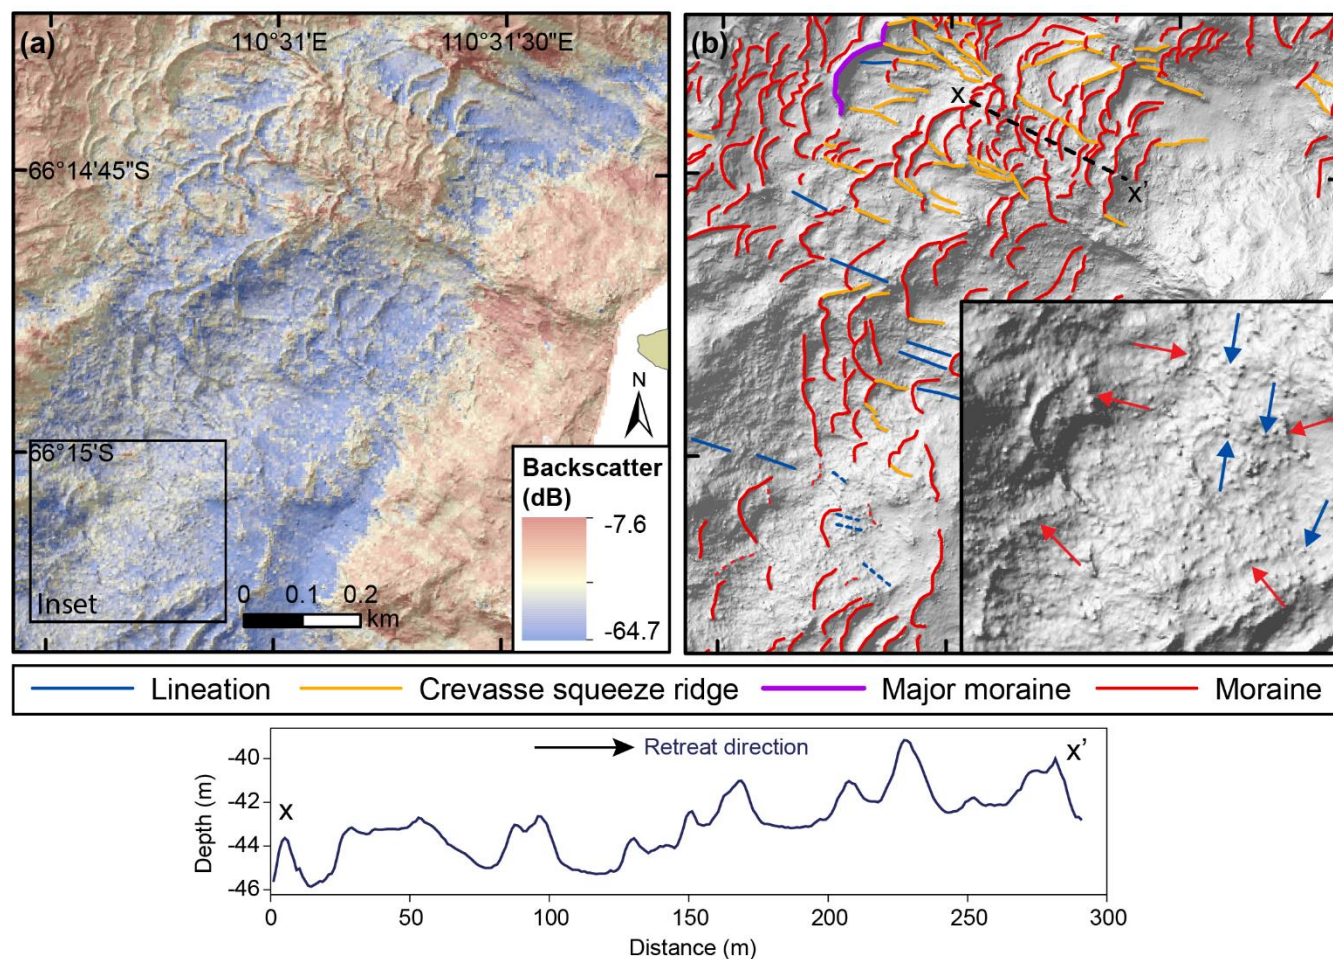 (a)
110°31'E
110°31'30"E
66°14'45"S
66°15'S
Inset
N
0 0.1 0.2
km
Backscatter
(dB)
-7.6
-64.7
(b)
x
x'
Lineation
Crevasse squeeze ridge
Major moraine
Moraine
Retreat direction
x
x'
Depth (m)
-40
-42
-44
-46
0 50 100 150 200 250 300
Distance (m)